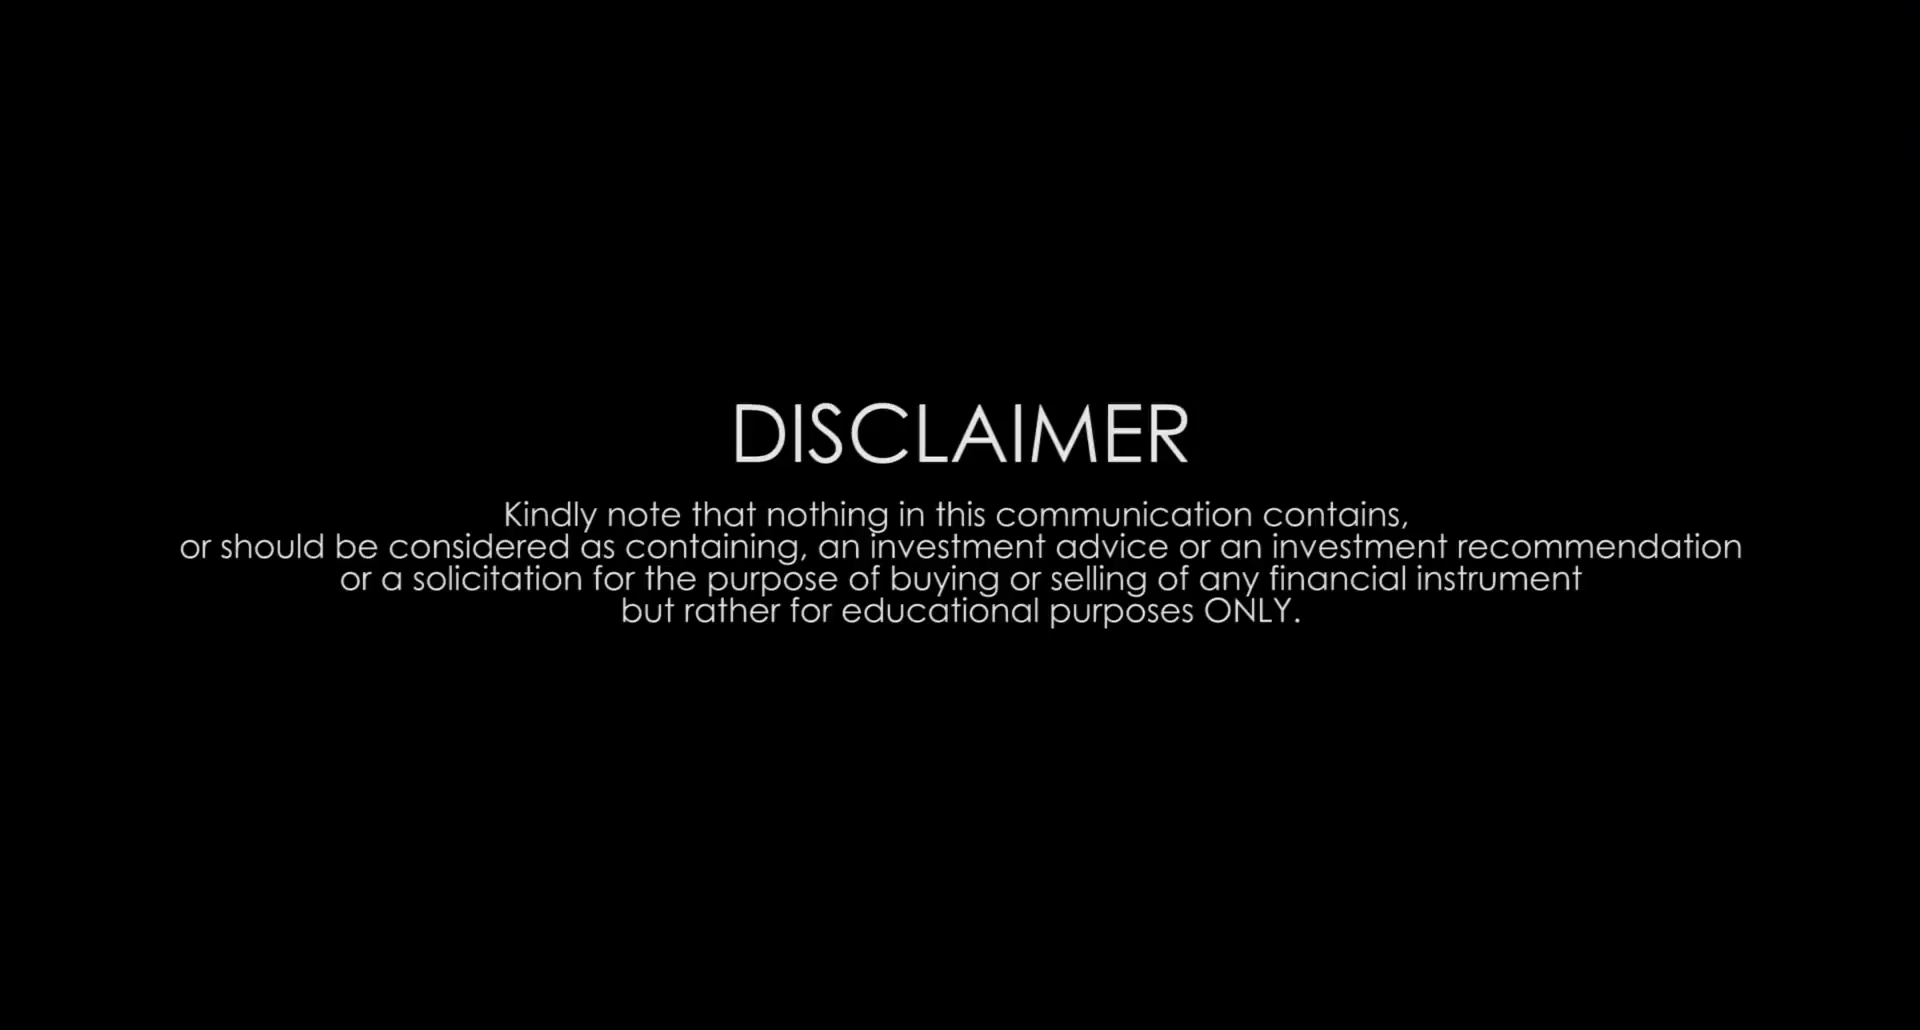 DISCLAIMER
Kindly note that nothing in this communication contains,
or should be considered as containing, an investment advice or an investment recommendation
or a solicitation for the purpose of buying or selling of any financial instrument
but rather for educational purposes ONLY.